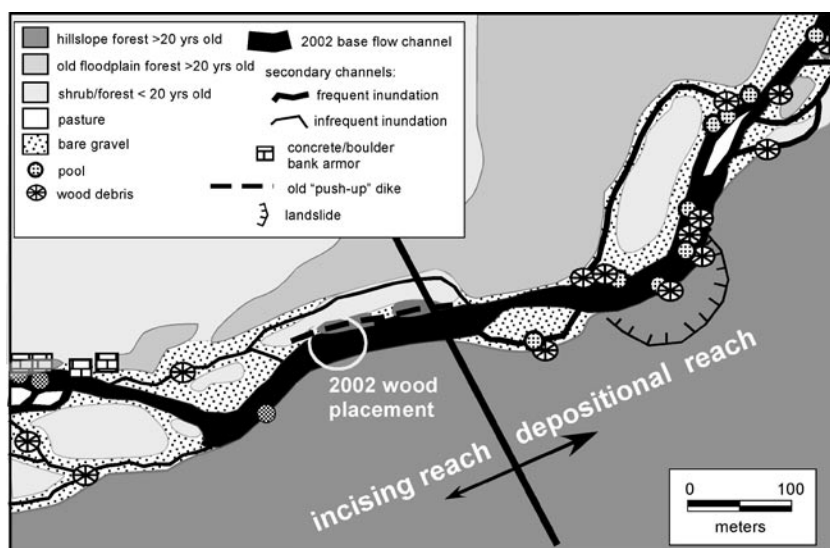 hillslope forest >20 yrs old
old floodplain forest >20 yrs old
shrub/forest < 20 yrs old
pasture
bare gravel
pool
wood debris
2002 base flow channel
secondary channels:
frequent inundation
infrequent inundation
concrete/boulder
bank armor
old "push-up" dike
landslide
2002 wood
placement
incising reach
depositional reach
0 100
meters